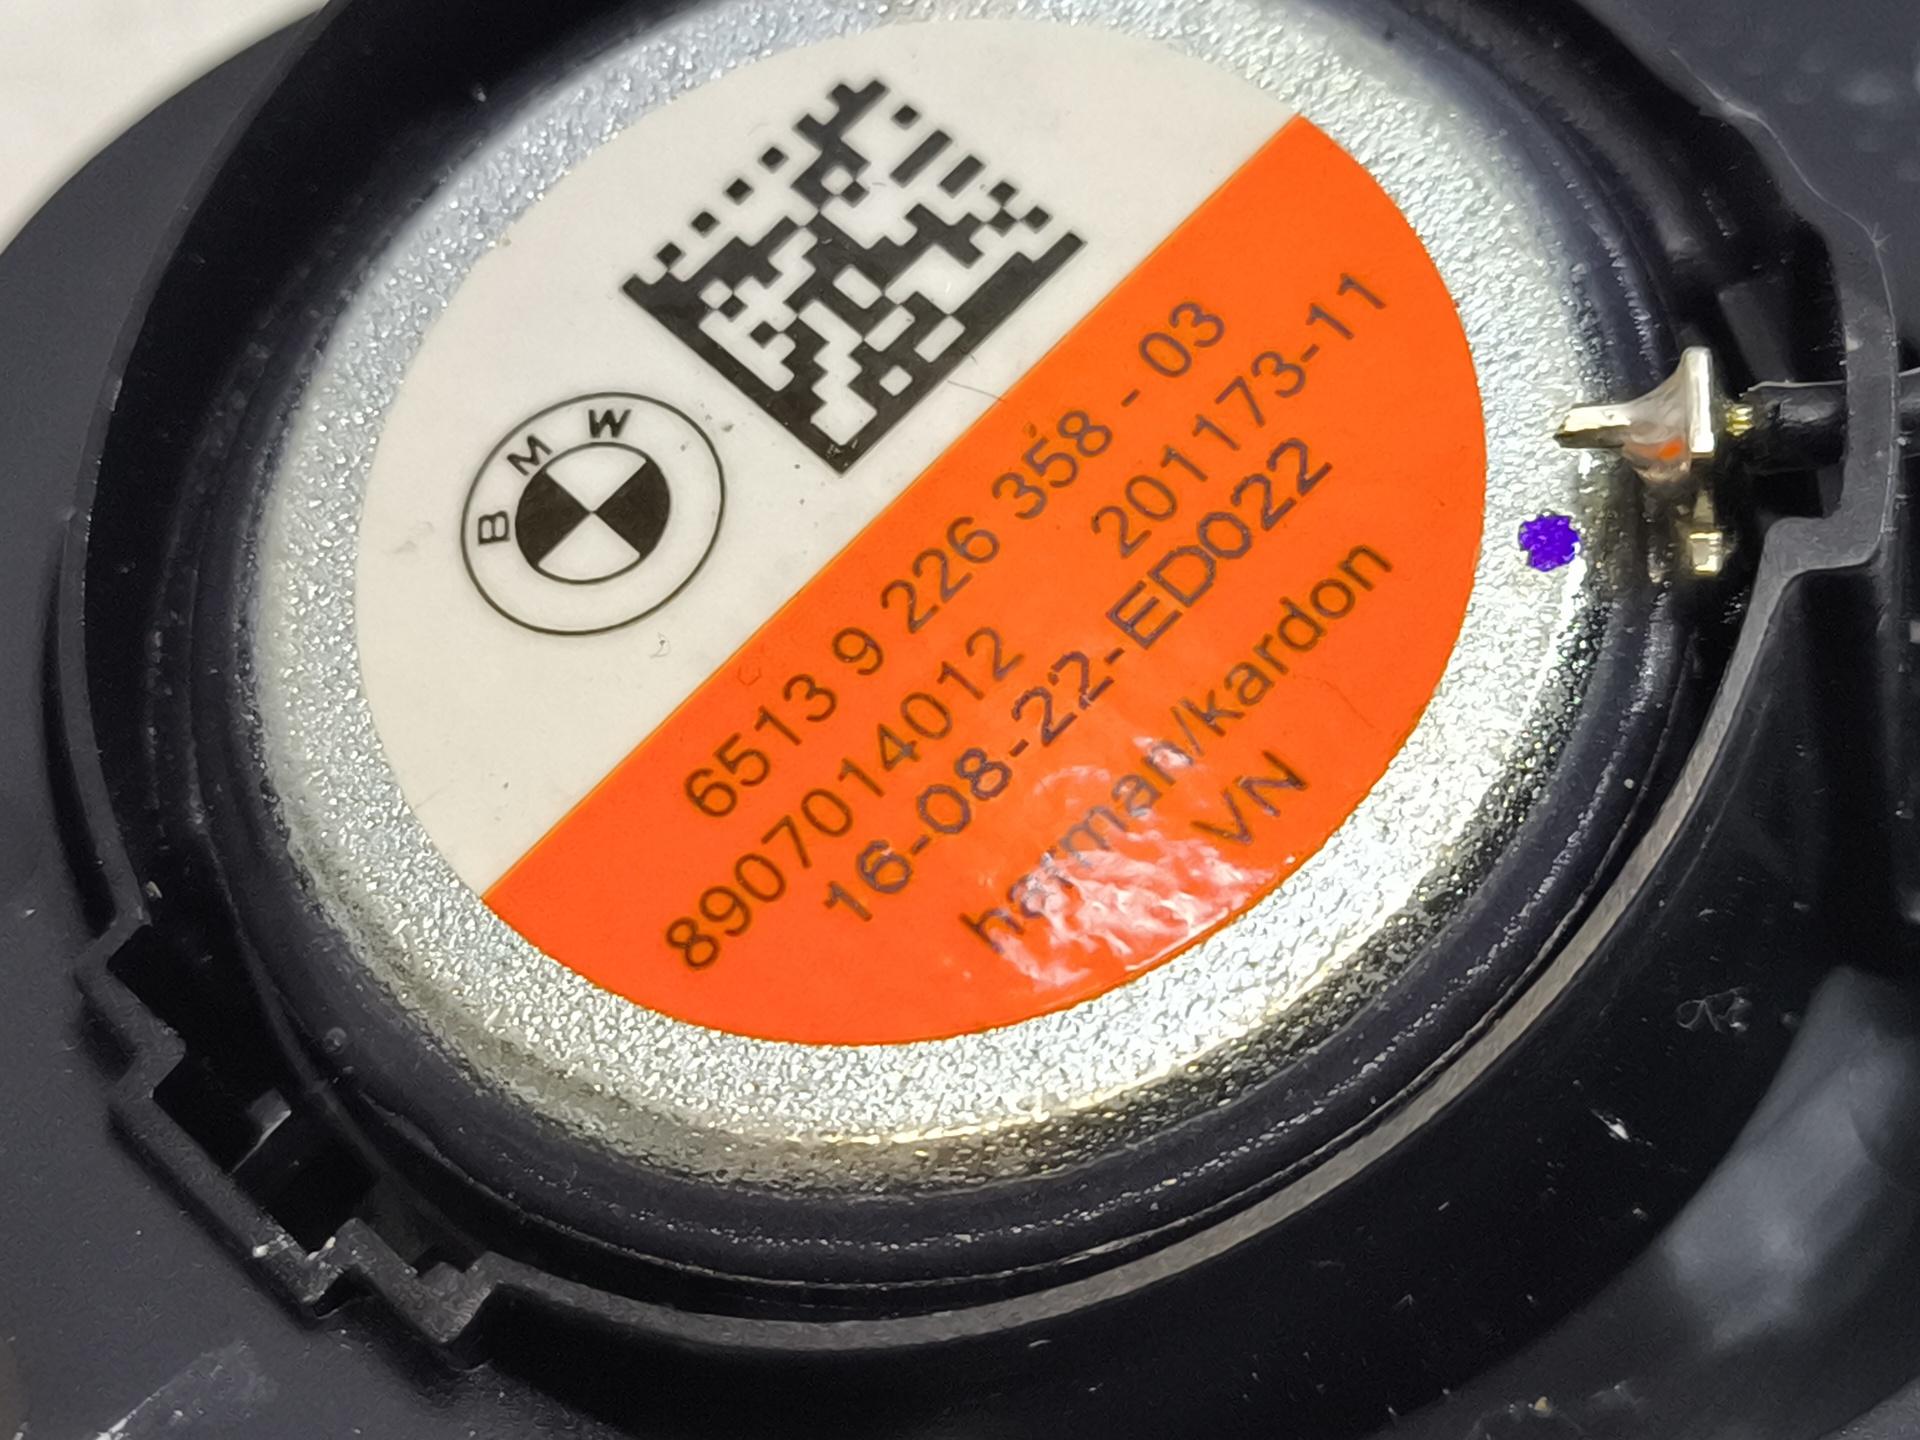 BMW
6513 9 226 358 - 03
8907014012 201173-11
16-08-22-ED022
harman/kardon
VN